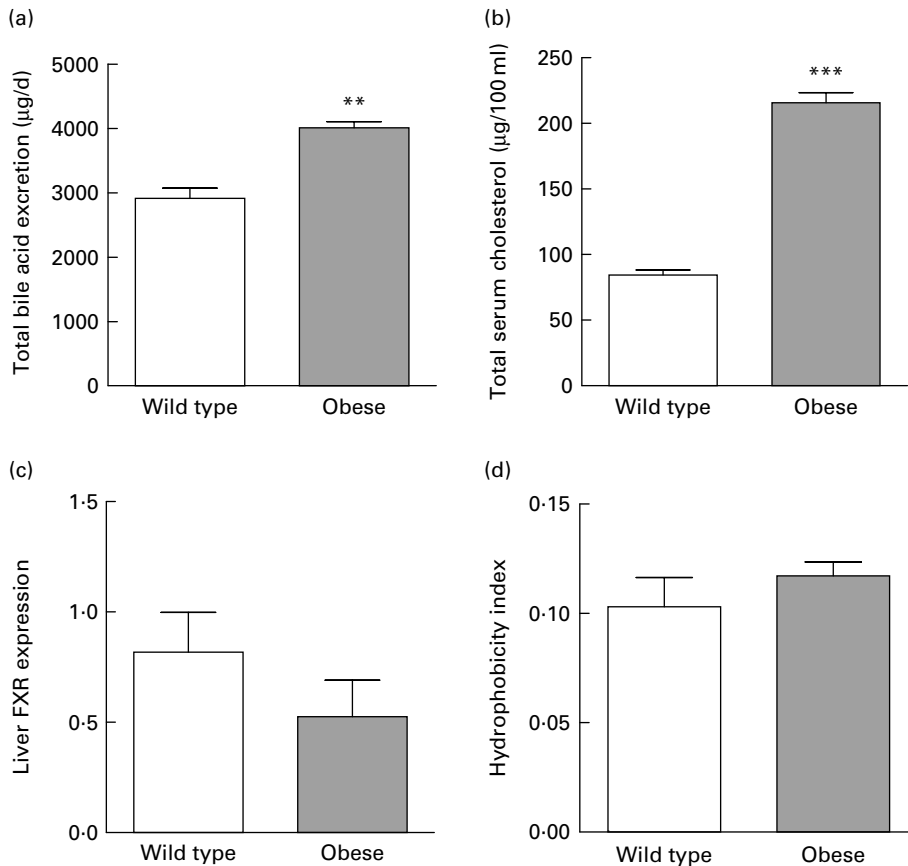 (a)
Total bile acid excretion (μg/d)
5000
4000
3000
2000
1000
0
**
Wild type
Obese
(b)
Total serum cholesterol (μg/100 ml)
250
200
150
100
50
0
***
Wild type
Obese
(c)
Liver FXR expression
1·5
1·0
0·5
0·0
Wild type
Obese
(d)
Hydrophobicity index
0·15
0·10
0·05
0·00
Wild type
Obese